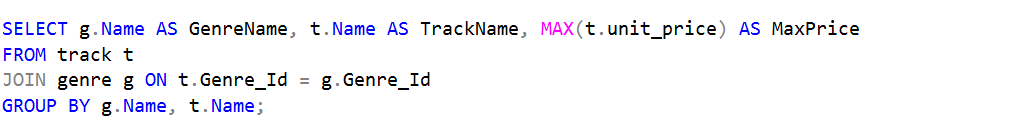 SELECT g.Name AS GenreName, t.Name AS TrackName, MAX(t.unit_price) AS MaxPrice
FROM track t
JOIN genre g ON t.Genre_Id = g.Genre_Id
GROUP BY g.Name, t.Name;